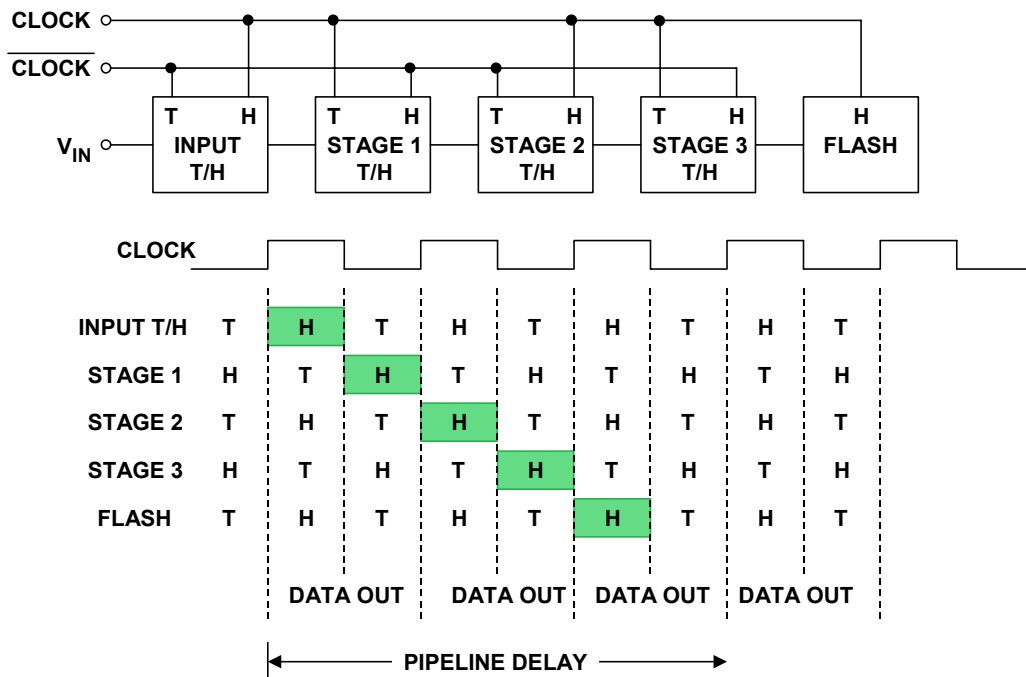 CLOCK
CLOCK
T H T H T H T H H
V_IN INPUT STAGE 1 STAGE 2 STAGE 3 FLASH
T/H T/H T/H T/H
CLOCK
INPUT T/H T H T H T H T H T
STAGE 1 H T H T H T H T H
STAGE 2 T H T H T H T H T
STAGE 3 H T H T H T H T H
FLASH T H T H T H T H T
DATA OUT DATA OUT DATA OUT DATA OUT
PIPELINE DELAY